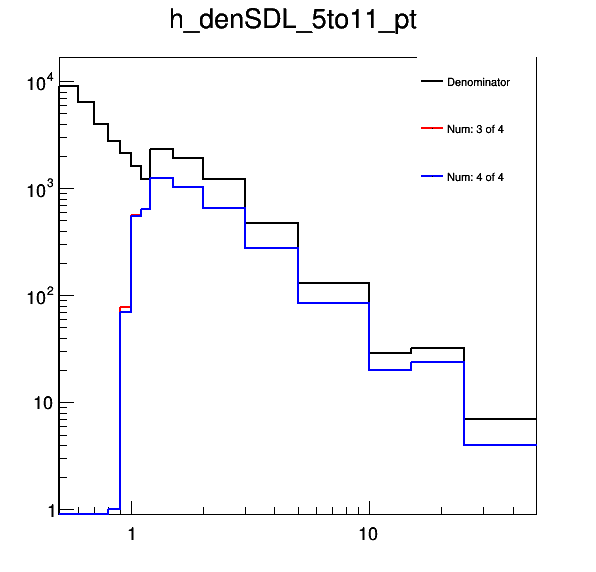 h_denSDL_5to11_pt
10^4
Denominator
Num: 3 of 4
10^3
Num: 4 of 4
10^2
10
1
1 10